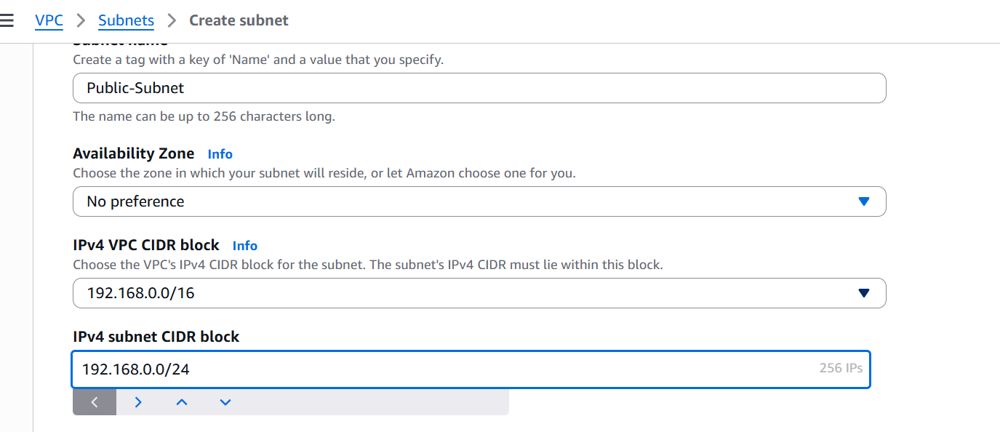 VPC > Subnets > Create subnet
Subnet name
Create a tag with a key of 'Name' and a value that you specify.
Public-Subnet
The name can be up to 256 characters long.
Availability Zone Info
Choose the zone in which your subnet will reside, or let Amazon choose one for you.
No preference
IPv4 VPC CIDR block Info
Choose the VPC's IPv4 CIDR block for the subnet. The subnet's IPv4 CIDR must lie within this block.
192.168.0.0/16
IPv4 subnet CIDR block
192.168.0.0/24 256 IPs